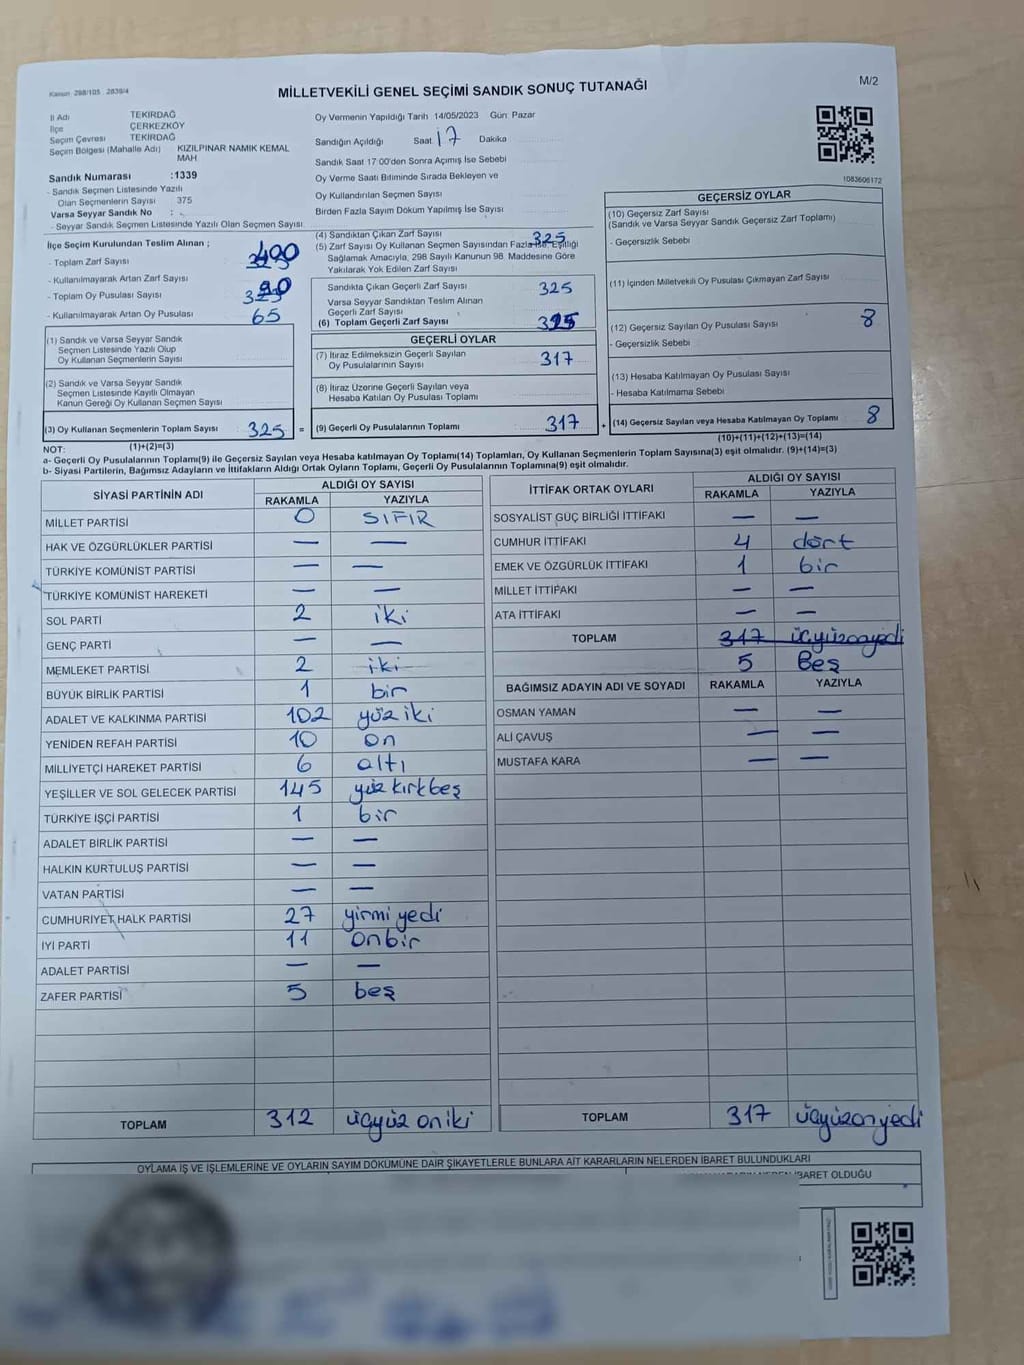 Kanun 298/105 2839/4
M/2
MİLLETVEKİLİ GENEL SEÇİMİ SANDIK SONUÇ TUTANAĞI
İl Adı TEKİRDAĞ
İlçe ÇERKEZKÖY
Seçim Çevresi TEKİRDAĞ
Seçim Bölgesi (Mahalle Adı) KIZILPINAR NAMIK KEMAL MAH
Sandık Numarası :1339
- Sandık Seçmen Listesinde Yazılı
Olan Seçmenlerin Sayısı 375
Varsa Seyyar Sandık No :
- Seyyar Sandık Seçmen Listesinde Yazılı Olan Seçmen Sayısı
İlçe Seçim Kurulundan Teslim Alınan ;
- Toplam Zarf Sayısı 400
- Kullanılmayarak Artan Zarf Sayısı
- Toplam Oy Pusulası Sayısı
- Kullanılmayarak Artan Oy Pusulası 65
(1) Sandık ve Varsa Seyyar Sandık
Seçmen Listesinde Yazılı Olup
Oy Kullanan Seçmenlerin Sayısı
(2) Sandık ve Varsa Seyyar Sandık
Seçmen Listesinde Kayıtlı Olmayan
Kanun Gereği Oy Kullanan Seçmen Sayısı
(3) Oy Kullanan Seçmenlerin Toplam Sayısı 325 =
Oy Vermenin Yapıldığı Tarih 14/05/2023 Gün Pazar
Sandığın Açıldığı Saat 17 Dakika
Sandık Saat 17:00'den Sonra Açımış İse Sebebi
Oy Verme Saati Bitiminde Sırada Bekleyen ve
Oy Kullandırılan Seçmen Sayısı
Birden Fazla Sayım Döküm Yapılmış İse Sayısı
(4) Sandıktan Çıkan Zarf Sayısı 325
(5) Zarf Sayısı Oy Kullanan Seçmen Sayısından Fazla İse, Eşitliği
Sağlamak Amacıyla, 298 Sayılı Kanunun 98. Maddesine Göre
Yakılarak Yok Edilen Zarf Sayısı
Sandıkta Çıkan Geçerli Zarf Sayısı 325
Varsa Seyyar Sandıktan Teslim Alınan
Geçerli Zarf Sayısı
(6) Toplam Geçerli Zarf Sayısı 325
GEÇERLİ OYLAR
(7) İtiraz Edilmeksizin Geçerli Sayılan
Oy Pusulasının Sayısı 317
(8) İtiraz Üzerine Geçerli Sayılan veya
Hesaba Katılan Oy Pusulası Toplamı
(9) Geçerli Oy Pusulalarının Toplamı 317 +
1083606172
GEÇERSİZ OYLAR
(10) Geçersiz Zarf Sayısı
(Sandık ve Varsa Seyyar Sandık Geçersiz Zarf Toplamı)
- Geçersizlik Sebebi
(11) İçinden Milletvekili Oy Pusulası Çıkmayan Zarf Sayısı
(12) Geçersiz Sayılan Oy Pusulası Sayısı 8
- Geçersizlik Sebebi
(13) Hesaba Katılmayan Oy Pusulası Sayısı
- Hesaba Katılmama Sebebi
(14) Geçersiz Sayılan veya Hesaba Katılmayan Oy Toplamı 8
NOT: (1)+(2)=(3) (10)+(11)+(12)+(13)=(14)
a- Geçerli Oy Pusulalarının Toplamı(9) ile Geçersiz Sayılan veya Hesaba katılmayan Oy Toplamı(14) Toplamları, Oy Kullanan Seçmenlerin Toplam Sayısına(3) eşit olmalıdır. (9)+(14)=(3)
b- Siyasi Partilerin, Bağımsız Adayların ve İttifakların Aldığı Ortak Oyların Toplamı, Geçerli Oy Pusulalarının Toplamına(9) eşit olmalıdır.
SİYASİ PARTİNİN ADI ALDIĞI OY SAYISI
RAKAMLA YAZIYLA
MİLLET PARTİSİ 0 SIFIR
HAK VE ÖZGÜRLÜKLER PARTİSİ — —
TÜRKİYE KOMÜNİST PARTİSİ — —
TÜRKİYE KOMÜNİST HAREKETİ — —
SOL PARTİ 2 iki
GENÇ PARTİ — —
MEMLEKET PARTİSİ 2 iki
BÜYÜK BİRLİK PARTİSİ 1 bir
ADALET VE KALKINMA PARTİSİ 102 yüz iki
YENİDEN REFAH PARTİSİ 10 on
MİLLİYETÇİ HAREKET PARTİSİ 6 altı
YEŞİLLER VE SOL GELECEK PARTİSİ 145 yüz kırkbeş
TÜRKİYE İŞÇİ PARTİSİ 1 bir
ADALET BİRLİK PARTİSİ — —
HALKIN KURTULUŞ PARTİSİ — —
VATAN PARTİSİ — —
CUMHURİYET HALK PARTİSİ 27 yirmi yedi
İYİ PARTİ 11 onbir
ADALET PARTİSİ — —
ZAFER PARTİSİ 5 beş
TOPLAM 312 üçyüz oniki
İTTİFAK ORTAK OYLARI ALDIĞI OY SAYISI
RAKAMLA YAZIYLA
SOSYALİST GÜÇ BİRLİĞİ İTTİFAKI — —
CUMHUR İTTİFAKI 4 dört
EMEK VE ÖZGÜRLÜK İTTİFAKI 1 bir
MİLLET İTTİFAKI — —
ATA İTTİFAKI — —
TOPLAM 317 üçyüzonyedi
5 Beş
BAĞIMSIZ ADAYIN ADI VE SOYADI RAKAMLA YAZIYLA
OSMAN YAMAN — —
ALİ ÇAVUŞ — —
MUSTAFA KARA — —
TOPLAM 317 üçyüzonyedi
OYLAMA İŞ VE İŞLEMLERİNE VE OYLARIN SAYIM DÖKÜMÜNE DAİR ŞİKAYETLERLE BUNLARA AİT KARARLARIN NELERDEN İBARET BULUNDUKLARI
İBARET OLDUĞU